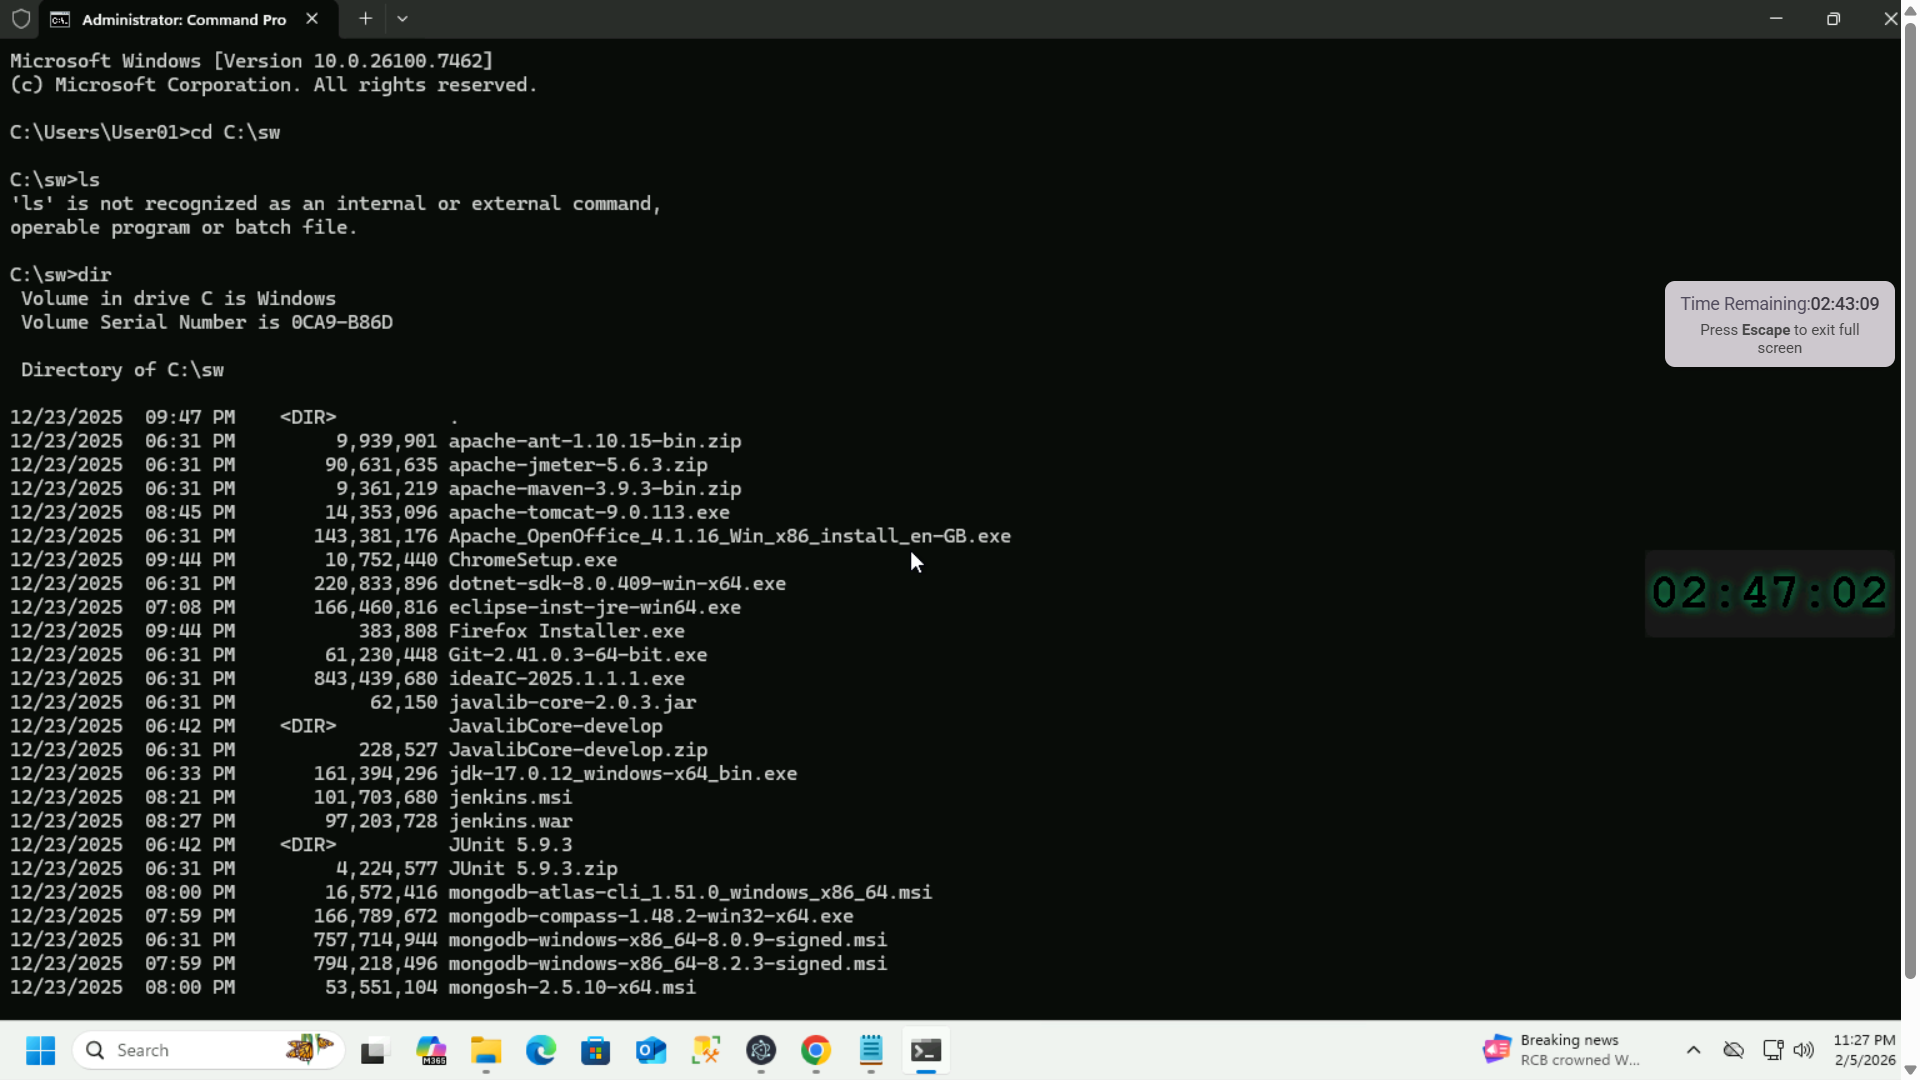 Administrator: Command Pro
Microsoft Windows [Version 10.0.26100.7462]
(c) Microsoft Corporation. All rights reserved.
C:\Users\User01>cd C:\sw
C:\sw>ls
'ls' is not recognized as an internal or external command,
operable program or batch file.
C:\sw>dir
Volume in drive C is Windows
Volume Serial Number is 0CA9-B86D
Directory of C:\sw
12/23/2025  09:47 PM    <DIR>          .
12/23/2025  06:31 PM         9,939,901 apache-ant-1.10.15-bin.zip
12/23/2025  06:31 PM        90,631,635 apache-jmeter-5.6.3.zip
12/23/2025  06:31 PM         9,361,219 apache-maven-3.9.3-bin.zip
12/23/2025  08:45 PM        14,353,096 apache-tomcat-9.0.113.exe
12/23/2025  06:31 PM       143,381,176 Apache_OpenOffice_4.1.16_Win_x86_install_en-GB.exe
12/23/2025  09:44 PM        10,752,440 ChromeSetup.exe
12/23/2025  06:31 PM       220,833,896 dotnet-sdk-8.0.409-win-x64.exe
12/23/2025  07:08 PM       166,460,816 eclipse-inst-jre-win64.exe
12/23/2025  09:44 PM           383,808 Firefox Installer.exe
12/23/2025  06:31 PM        61,230,448 Git-2.41.0.3-64-bit.exe
12/23/2025  06:31 PM       843,439,680 ideaIC-2025.1.1.1.exe
12/23/2025  06:31 PM            62,150 javalib-core-2.0.3.jar
12/23/2025  06:42 PM    <DIR>          JavalibCore-develop
12/23/2025  06:31 PM           228,527 JavalibCore-develop.zip
12/23/2025  06:33 PM       161,394,296 jdk-17.0.12_windows-x64_bin.exe
12/23/2025  08:21 PM       101,703,680 jenkins.msi
12/23/2025  08:27 PM        97,203,728 jenkins.war
12/23/2025  06:42 PM    <DIR>          JUnit 5.9.3
12/23/2025  06:31 PM         4,224,577 JUnit 5.9.3.zip
12/23/2025  08:00 PM        16,572,416 mongodb-atlas-cli_1.51.0_windows_x86_64.msi
12/23/2025  07:59 PM       166,789,672 mongodb-compass-1.48.2-win32-x64.exe
12/23/2025  06:31 PM       757,714,944 mongodb-windows-x86_64-8.0.9-signed.msi
12/23/2025  07:59 PM       794,218,496 mongodb-windows-x86_64-8.2.3-signed.msi
12/23/2025  08:00 PM        53,551,104 mongosh-2.5.10-x64.msi
Time Remaining:02:43:09
Press Escape to exit full
screen
02:47:02
Search
M365
Breaking news
RCB crowned W...
11:27 PM
2/5/2026